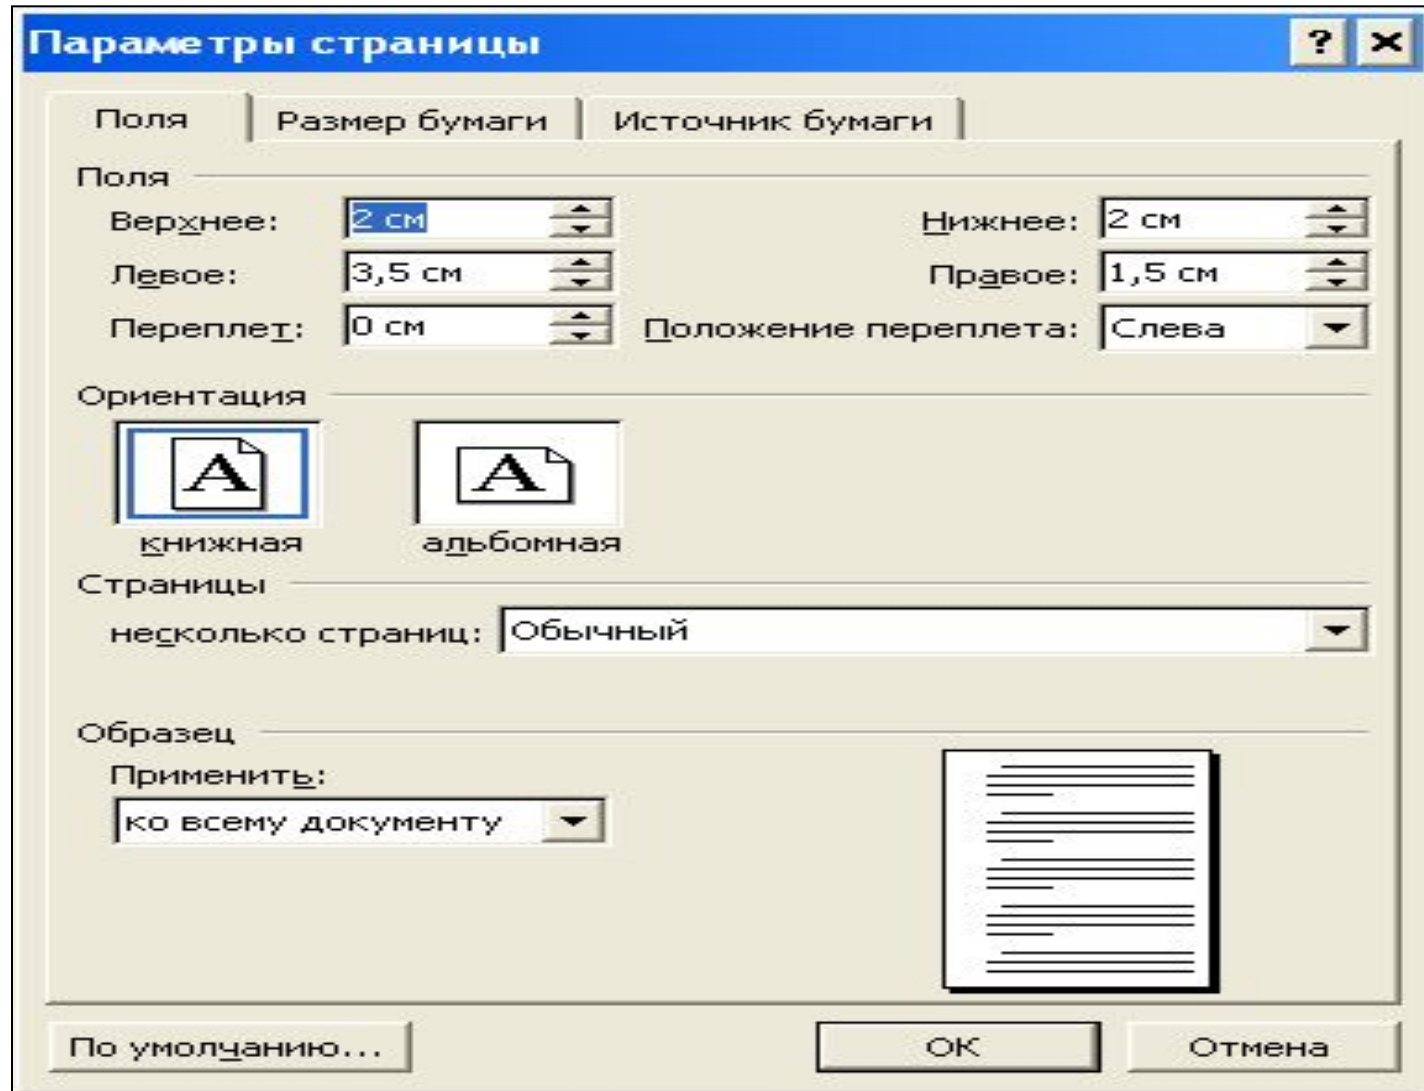 Параметры страницы
Поля Размер бумаги Источник бумаги
Поля
Верхнее: 2 см Нижнее: 2 см
Левое: 3,5 см Правое: 1,5 см
Переплет: 0 см Положение переплета: Слева
Ориентация
A A
книжная альбомная
Страницы
несколько страниц: Обычный
Образец
Применить:
ко всему документу
По умолчанию... ОК Отмена